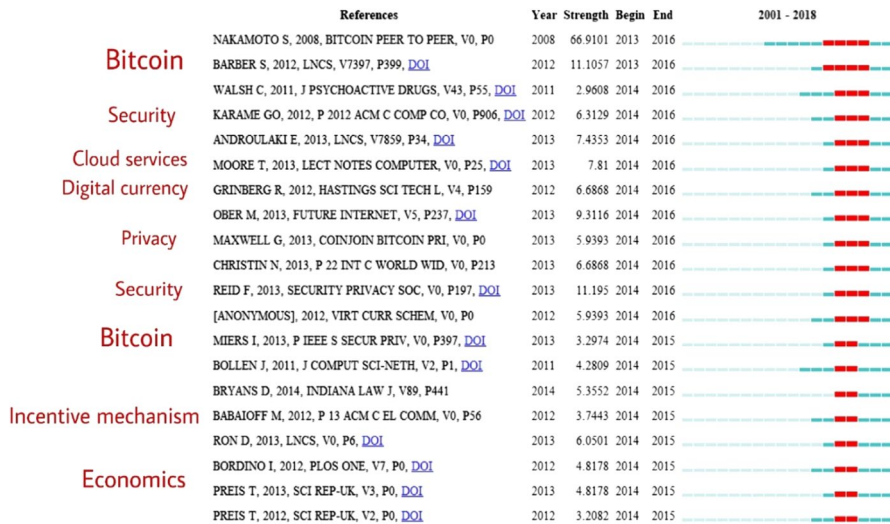 References Year Strength Begin End 2001 - 2018
NAKAMOTO S, 2008, BITCOIN PEER TO PEER, V0, P0 2008 66.9101 2013 2016
Bitcoin
BARBER S, 2012, LNCS, V7397, P399, DOI 2012 11.1057 2013 2016
WALSH C, 2011, J PSYCHOACTIVE DRUGS, V43, P55, DOI 2011 2.9608 2014 2016
Security KARAME GO, 2012, P 2012 ACM C COMP CO, V0, P906, DOI 2012 6.3129 2014 2016
ANDROULAKI E, 2013, LNCS, V7859, P34, DOI 2013 7.4353 2014 2016
Cloud services MOORE T, 2013, LECT NOTES COMPUTER, V0, P25, DOI 2013 7.81 2014 2016
Digital currency GRINBERG R, 2012, HASTINGS SCI TECH L, V4, P159 2012 6.6868 2014 2016
OBER M, 2013, FUTURE INTERNET, V5, P237, DOI 2013 9.3116 2014 2016
Privacy MAXWELL G, 2013, COINJOIN BITCOIN PRI, V0, P0 2013 5.9393 2014 2016
CHRISTIN N, 2013, P 22 INT C WORLD WID, V0, P213 2013 6.6868 2014 2016
Security REID F, 2013, SECURITY PRIVACY SOC, V0, P197, DOI 2013 11.195 2014 2016
[ANONYMOUS], 2012, VIRT CURR SCHEM, V0, P0 2012 5.9393 2014 2016
Bitcoin MIERS I, 2013, P IEEE S SECUR PRIV, V0, P397, DOI 2013 3.2974 2014 2015
BOLLEN J, 2011, J COMPUT SCI-NETH, V2, P1, DOI 2011 4.2809 2014 2015
BRYANS D, 2014, INDIANA LAW J, V89, P441 2014 5.3552 2014 2015
Incentive mechanism BABAIOFF M, 2012, P 13 ACM C EL COMM, V0, P56 2012 3.7443 2014 2015
RON D, 2013, LNCS, V0, P6, DOI 2013 6.0501 2014 2015
BORDINO I, 2012, PLOS ONE, V7, P0, DOI 2012 4.8178 2014 2015
Economics
PREIS T, 2013, SCI REP-UK, V3, P0, DOI 2013 4.8178 2014 2015
PREIS T, 2012, SCI REP-UK, V2, P0, DOI 2012 3.2082 2014 2015